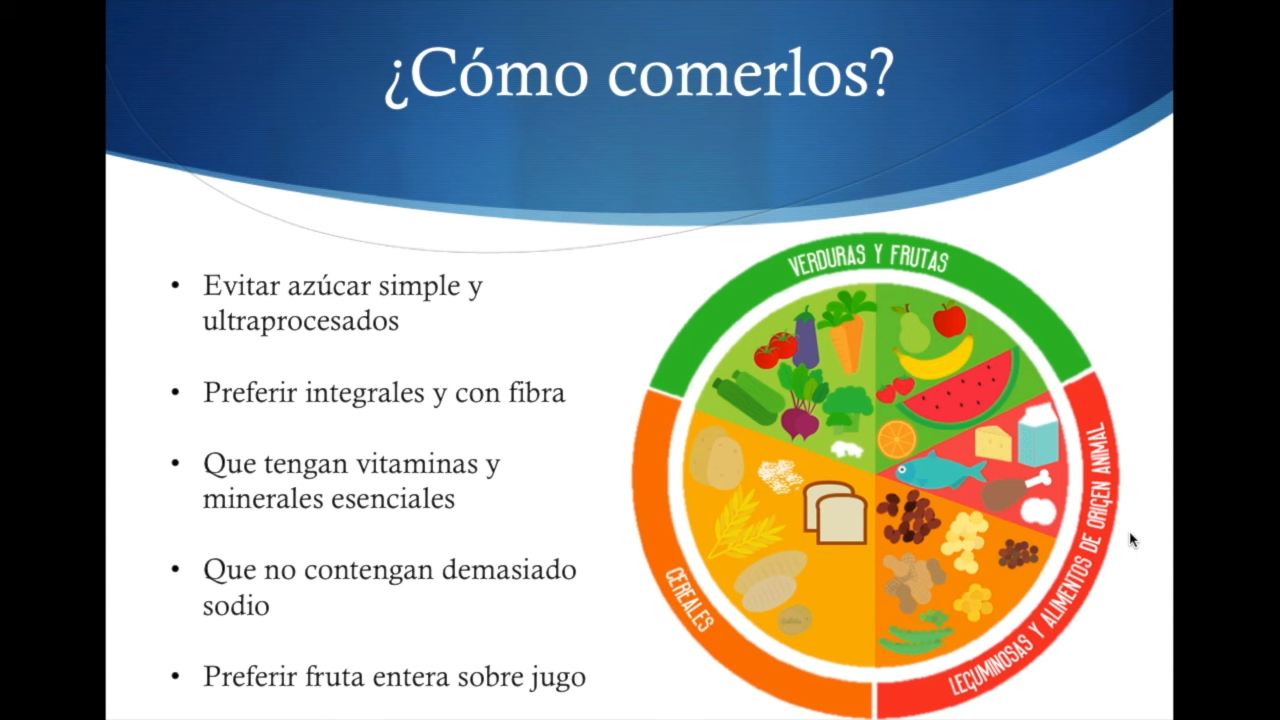 ¿Cómo comerlos?
• Evitar azúcar simple y
ultraprocesados
• Preferir integrales y con fibra
• Que tengan vitaminas y
minerales esenciales
• Que no contengan demasiado
sodio
• Preferir fruta entera sobre jugo
VERDURAS Y FRUTAS
LEGUMINOSAS Y ALIMENTOS DE ORIGEN ANIMAL
CEREALES